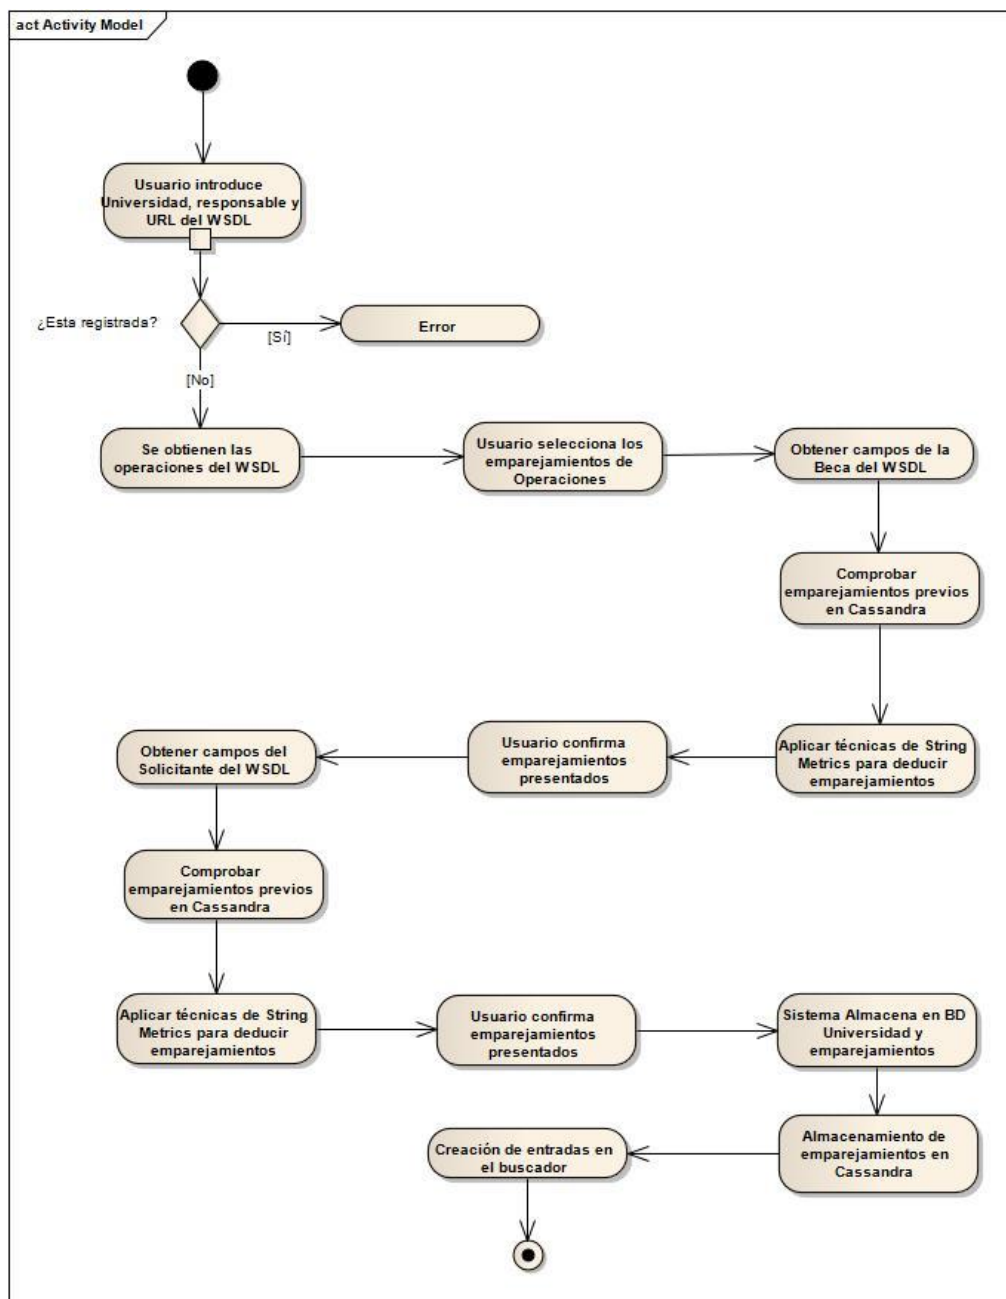 act Activity Model
Usuario introduce
Universidad, responsable y
URL del WSDL
¿Esta registrada?
[Sí]
Error
[No]
Se obtienen las
operaciones del WSDL
Usuario selecciona los
emparejamientos de
Operaciones
Obtener campos de la
Beca del WSDL
Comprobar
emparejamientos previos
en Cassandra
Aplicar técnicas de String
Metrics para deducir
emparejamientos
Usuario confirma
emparejamientos
presentados
Obtener campos del
Solicitante del WSDL
Comprobar
emparejamientos previos
en Cassandra
Aplicar técnicas de String
Metrics para deducir
emparejamientos
Usuario confirma
emparejamientos
presentados
Sistema Almacena en BD
Universidad y
emparejamientos
Almacenamiento de
emparejamientos en
Cassandra
Creación de entradas en
el buscador